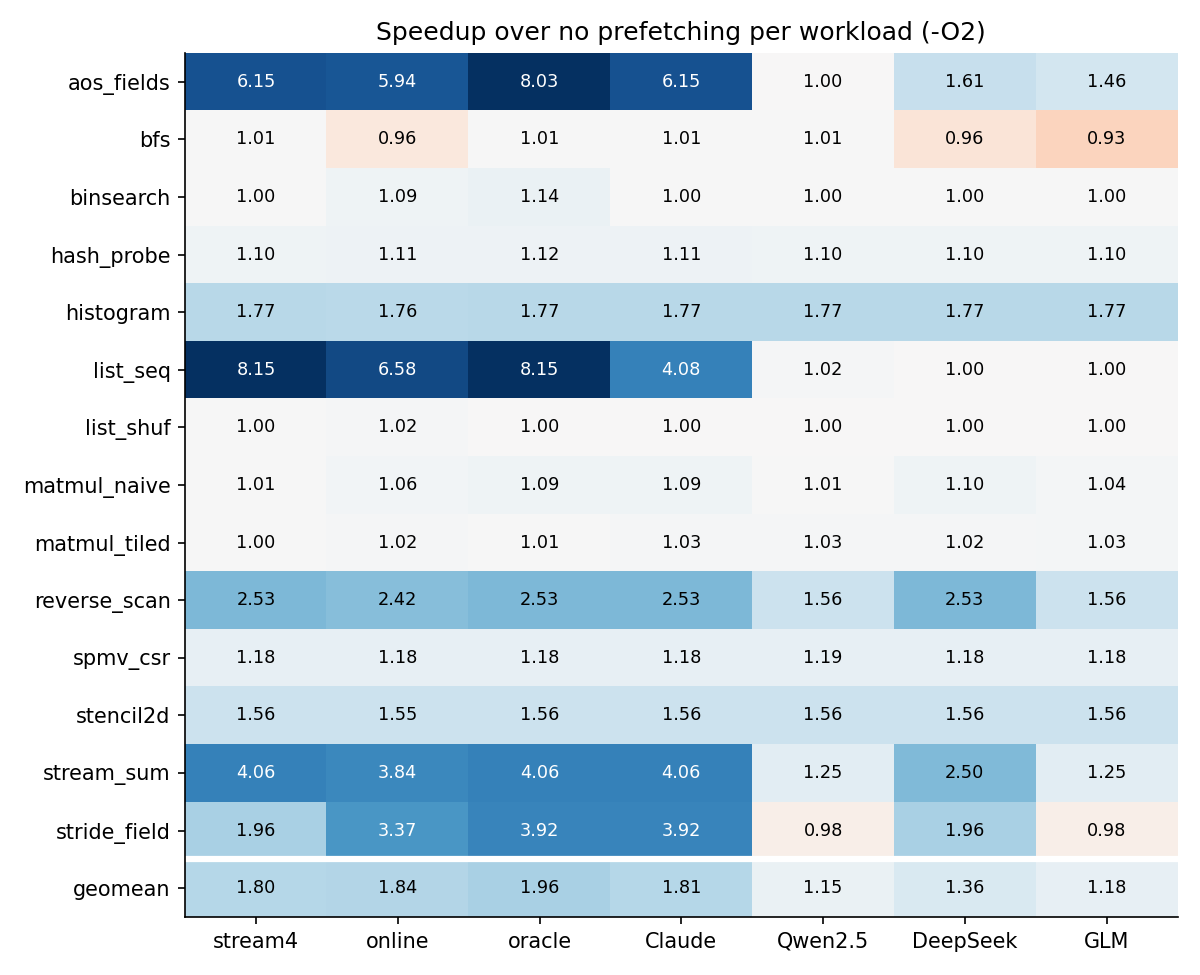 Speedup over no prefetching per workload (-O2)
aos_fields 6.15 5.94 8.03 6.15 1.00 1.61 1.46
bfs 1.01 0.96 1.01 1.01 1.01 0.96 0.93
binsearch 1.00 1.09 1.14 1.00 1.00 1.00 1.00
hash_probe 1.10 1.11 1.12 1.11 1.10 1.10 1.10
histogram 1.77 1.76 1.77 1.77 1.77 1.77 1.77
list_seq 8.15 6.58 8.15 4.08 1.02 1.00 1.00
list_shuf 1.00 1.02 1.00 1.00 1.00 1.00 1.00
matmul_naive 1.01 1.06 1.09 1.09 1.01 1.10 1.04
matmul_tiled 1.00 1.02 1.01 1.03 1.03 1.02 1.03
reverse_scan 2.53 2.42 2.53 2.53 1.56 2.53 1.56
spmv_csr 1.18 1.18 1.18 1.18 1.19 1.18 1.18
stencil2d 1.56 1.55 1.56 1.56 1.56 1.56 1.56
stream_sum 4.06 3.84 4.06 4.06 1.25 2.50 1.25
stride_field 1.96 3.37 3.92 3.92 0.98 1.96 0.98
geomean 1.80 1.84 1.96 1.81 1.15 1.36 1.18
stream4 online oracle Claude Qwen2.5 DeepSeek GLM